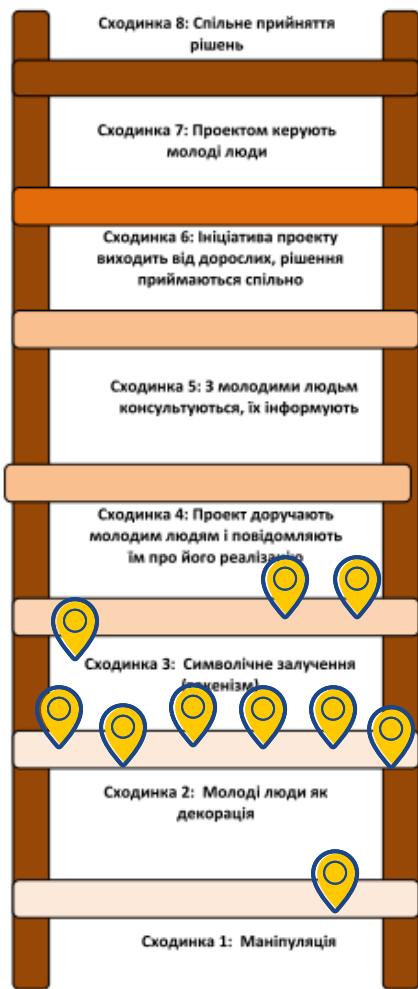 Сходинка 8: Спільне прийняття
рішень
Сходинка 7: Проектом керують
молоді люди
Сходинка 6: Ініціатива проекту
виходить від дорослих, рішення
приймаються спільно
Сходинка 5: З молодими людьм
консультуються, їх інформують
Сходинка 4: Проект доручають
молодим людям і повідомляють
їм про його реалізацію
Сходинка 3: Символічне залучення
Сходинка 2: Молоді люди як
декорація
Сходинка 1: Маніпуляція